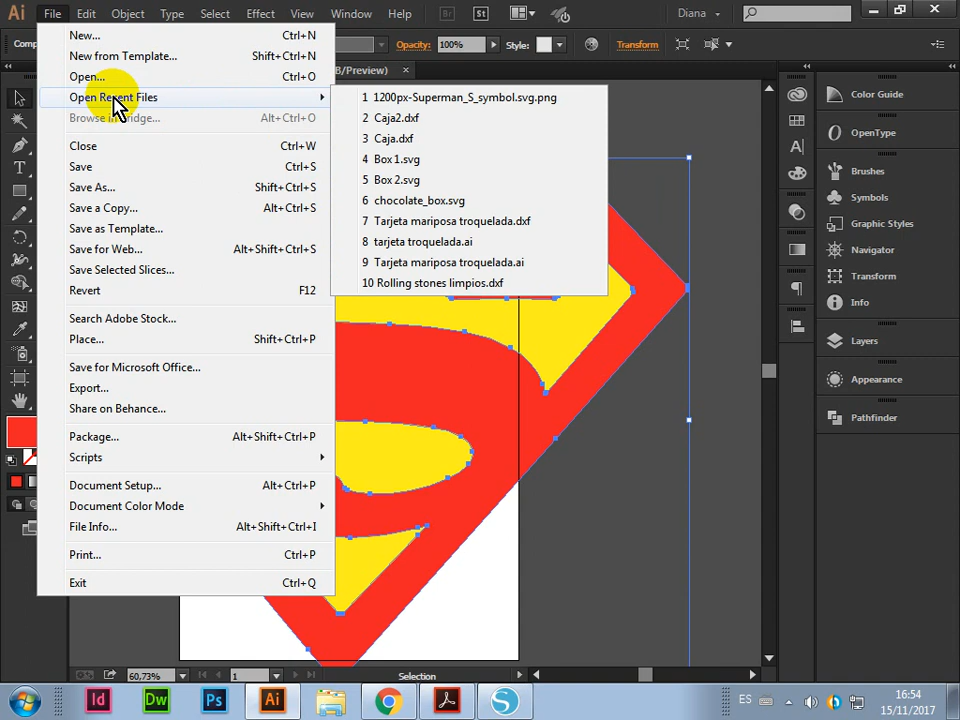 Ai File Edit Object Type Select Effect View Window Help Br St Diana
Opacity: 100% Style: Transform
New... Ctrl+N
New from Template... Shift+Ctrl+N
Open... Ctrl+O
Open Recent Files
Alt+Ctrl+O
Close Ctrl+W
Save Ctrl+S
Save As... Shift+Ctrl+S
Save a Copy... Alt+Ctrl+S
Save as Template...
Save for Web... Alt+Shift+Ctrl+S
Save Selected Slices...
Revert F12
Search Adobe Stock...
Place... Shift+Ctrl+P
Save for Microsoft Office...
Export...
Share on Behance...
Package... Alt+Shift+Ctrl+P
Scripts
Document Setup... Alt+Ctrl+P
Document Color Mode
File Info... Alt+Shift+Ctrl+I
Print... Ctrl+P
Exit Ctrl+Q
B/Preview) ×
1 1200px-Superman_S_symbol.svg.png
2 Caja2.dxf
3 Caja.dxf
4 Box 1.svg
5 Box 2.svg
6 chocolate_box.svg
7 Tarjeta mariposa troquelada.dxf
8 tarjeta troquelada.ai
9 Tarjeta mariposa troquelada.ai
10 Rolling stones limpios.dxf
Color Guide
OpenType
Brushes
Symbols
Graphic Styles
Navigator
Transform
Info
Layers
Appearance
Pathfinder
60,73% 1 Selection
Id Dw Ps Ai ES 16:54
15/11/2017